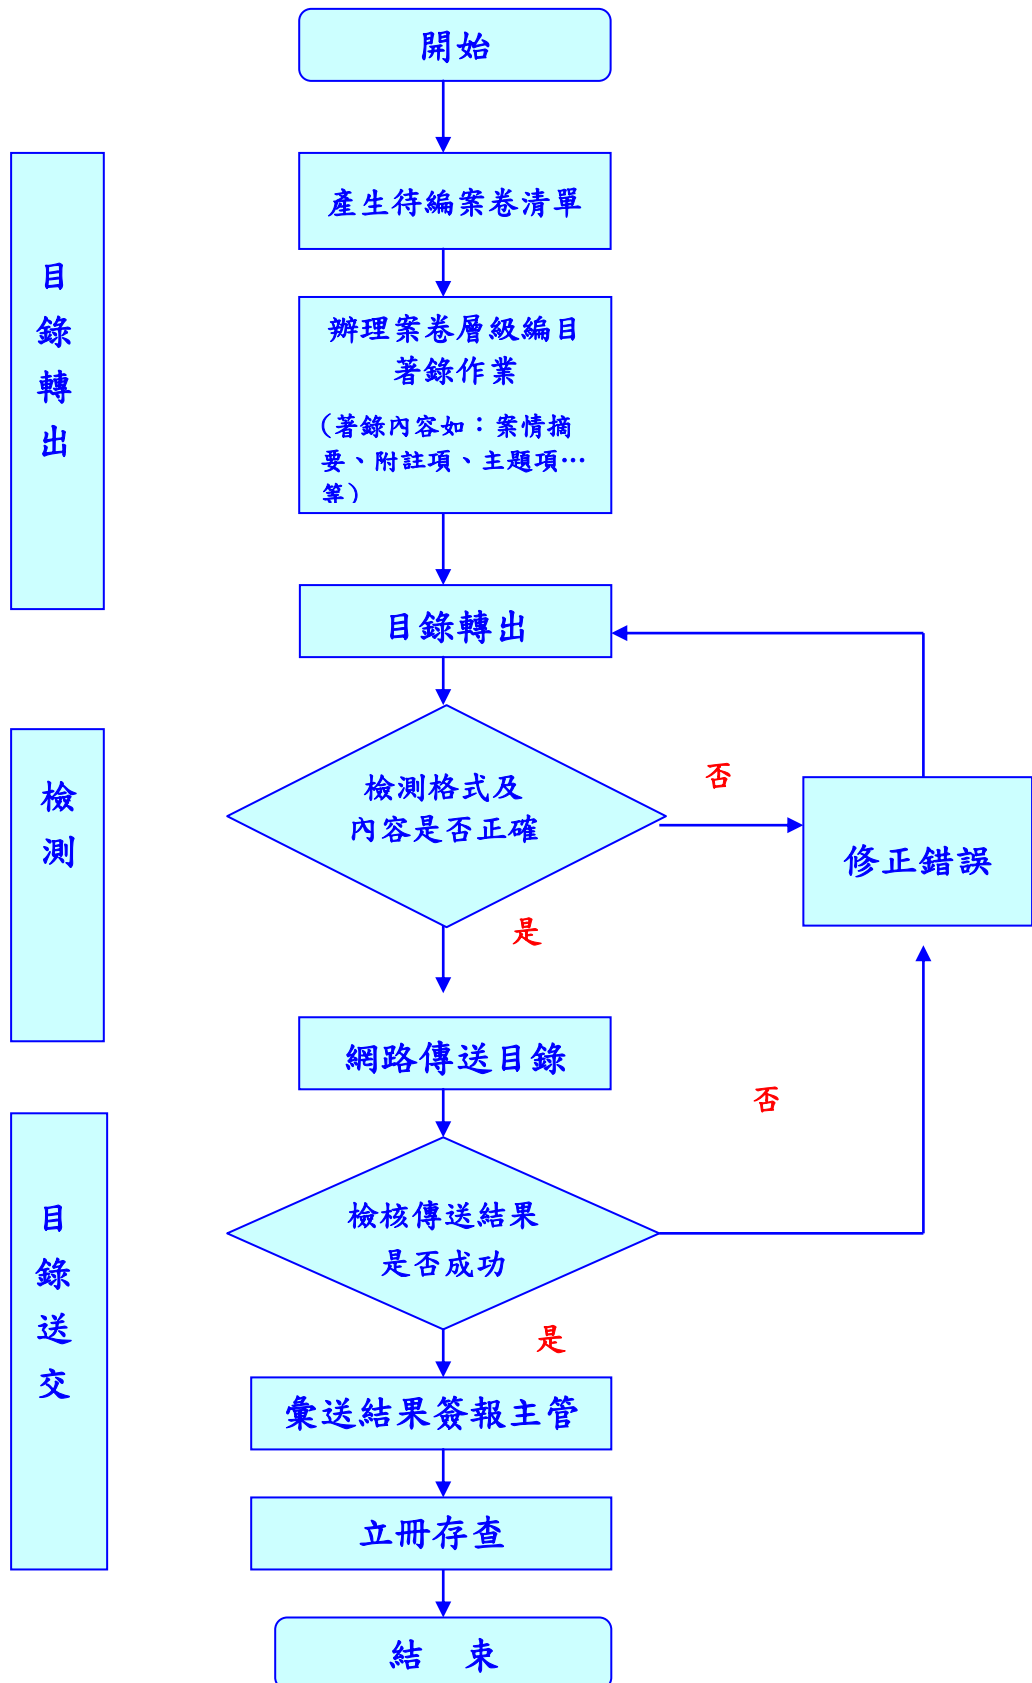 開始
產生待編案卷清單
目
錄
轉
出
辦理案卷層級編目
著錄作業
（著錄內容如：案情摘
要、附註項、主題項…
等）
目錄轉出
檢
測
檢測格式及
內容是否正確
否
修正錯誤
是
網路傳送目錄
否
目
錄
送
交
檢核傳送結果
是否成功
是
彙送結果簽報主管
立冊存查
結　束